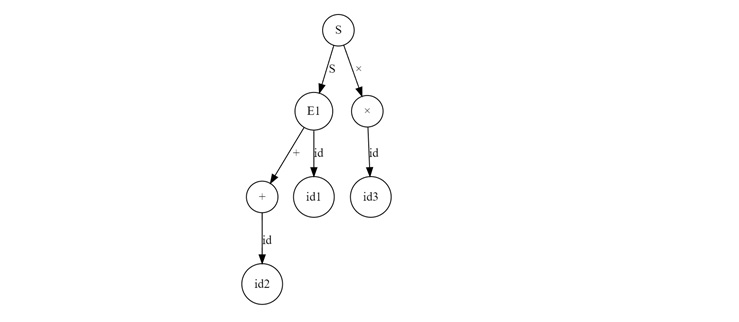 S
S ×
E1 ×
+ id id
+ id1 id3
id
id2